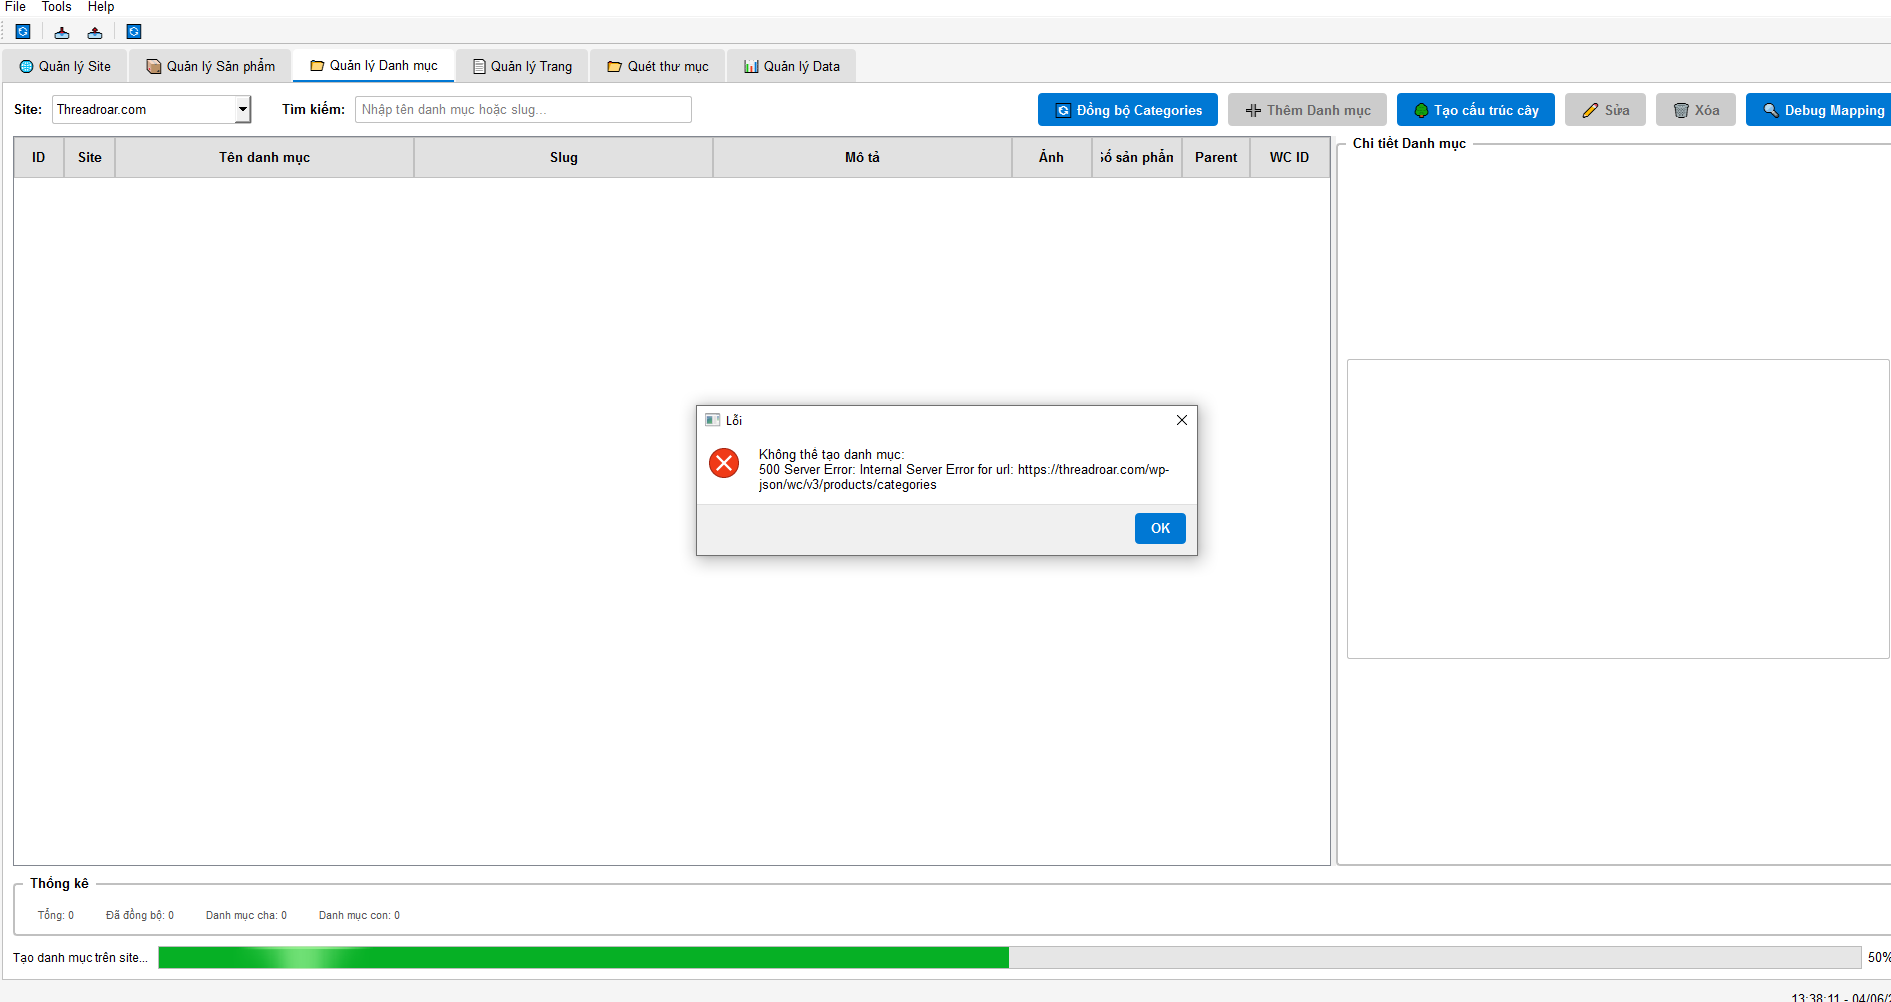 File Tools Help
Quản lý Site Quản lý Sản phẩm Quản lý Danh mục Quản lý Trang Quét thư mục Quản lý Data
Site: Threadroar.com Tìm kiếm: Nhập tên danh mục hoặc slug... Đồng bộ Categories Thêm Danh mục Tạo cấu trúc cây Sửa Xóa Debug Mapping
ID Site Tên danh mục Slug Mô tả Ảnh Số sản phẩn Parent WC ID
Chi tiết Danh mục
Lỗi
Không thể tạo danh mục:
500 Server Error: Internal Server Error for url: https://threadroar.com/wp-
json/wc/v3/products/categories
OK
Thống kê
Tổng: 0 Đã đồng bộ: 0 Danh mục cha: 0 Danh mục con: 0
Tạo danh mục trên site... 50%
13:38:11 - 04/06/